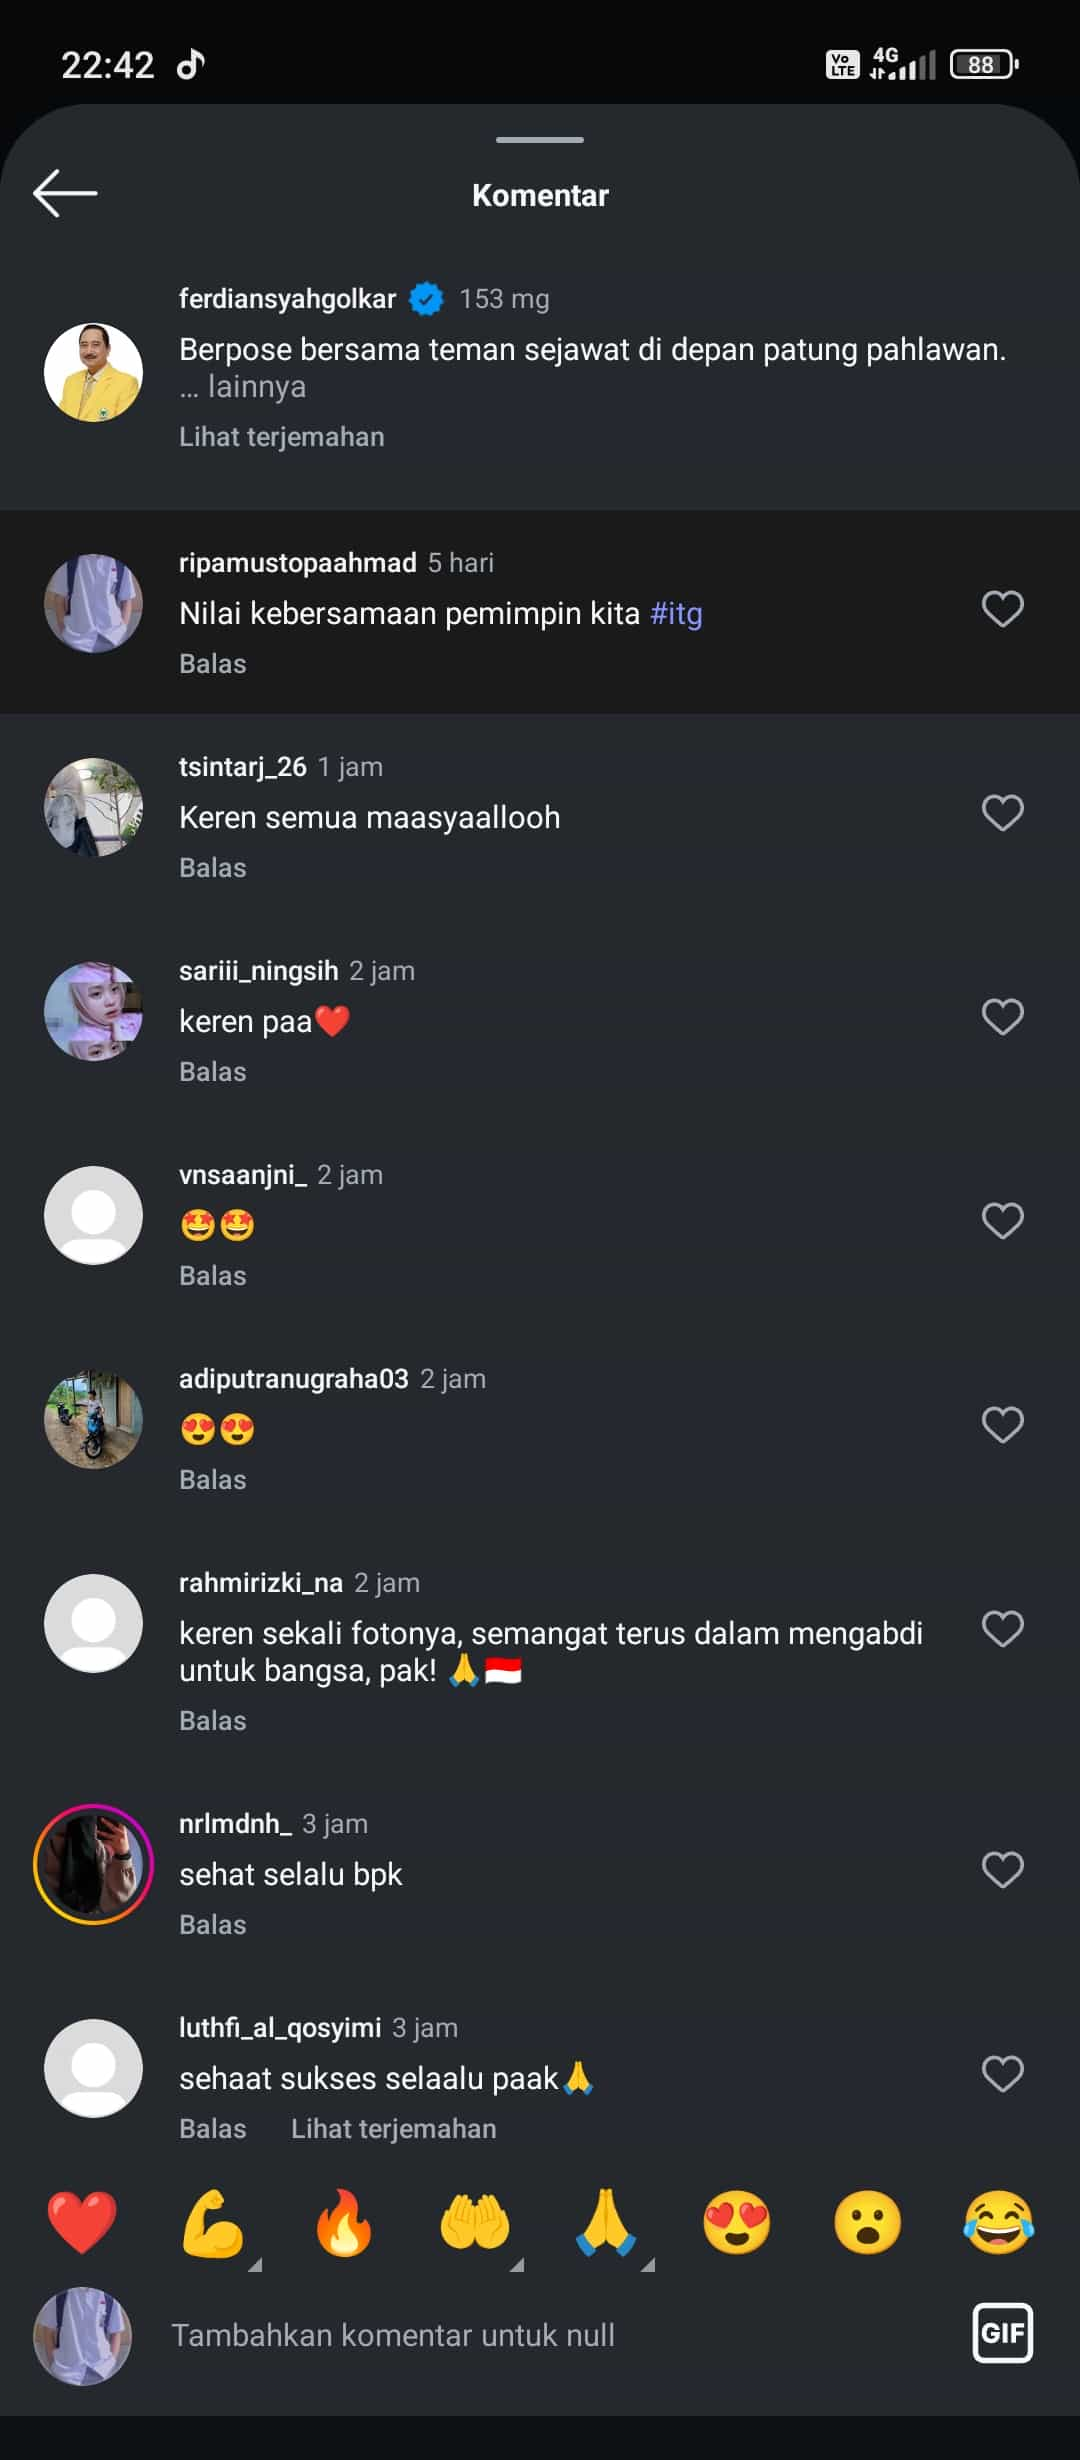 22:42
Vo LTE 4G 88
Komentar
ferdiansyahgolkar 153 mg
Berpose bersama teman sejawat di depan patung pahlawan.
... lainnya
Lihat terjemahan
ripamustopaahmad 5 hari
Nilai kebersamaan pemimpin kita #itg
Balas
tsintarj_26 1 jam
Keren semua maasyaallooh
Balas
sariii_ningsih 2 jam
keren paa❤️
Balas
vnsaanjni_ 2 jam
🤩🤩
Balas
adiputranugraha03 2 jam
😍😍
Balas
rahmirizki_na 2 jam
keren sekali fotonya, semangat terus dalam mengabdi
untuk bangsa, pak! 🙏🇮🇩
Balas
nrlmdnh_ 3 jam
sehat selalu bpk
Balas
luthfi_al_qosyimi 3 jam
sehaat sukses selaalu paak🙏
Balas Lihat terjemahan
❤️ 💪 🔥 🤲 🙏 😍 😮 😂
Tambahkan komentar untuk null
GIF